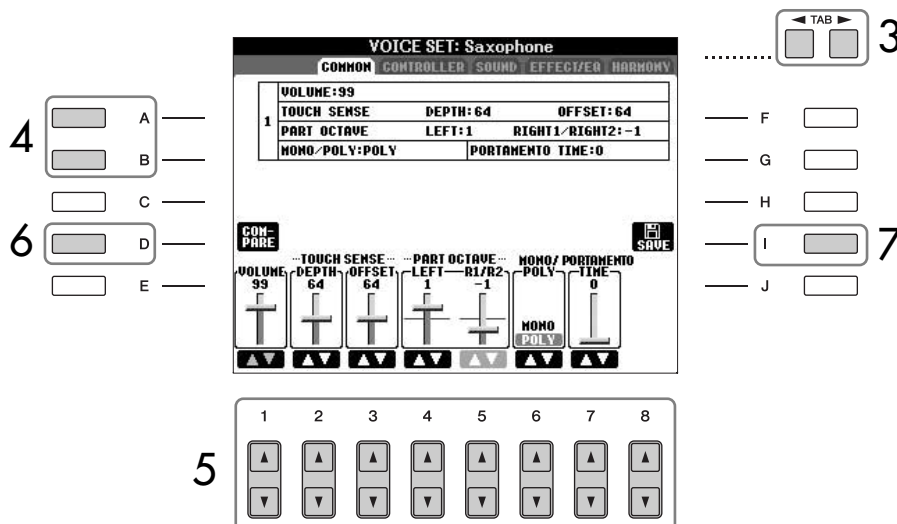 ◄ TAB ►
3
VOICE SET: Saxophone
COMMON CONTROLLER SOUND EFFECT/EQ HARMONY
VOLUME:99
1
TOUCH SENSE DEPTH:64 OFFSET:64
PART OCTAVE LEFT:1 RIGHT1/RIGHT2:-1
MONO/POLY:POLY PORTAMENTO TIME:0
4
A
B
C
6
D
E
F
G
H
I
7
J
COM-
PARE
SAVE
TOUCH SENSE PART OCTAVE MONO/ PORTAMENTO
VOLUME DEPTH OFFSET LEFT R1/R2 POLY TIME
99 64 64 1 -1 0
MONO
POLY
1 2 3 4 5 6 7 8
5